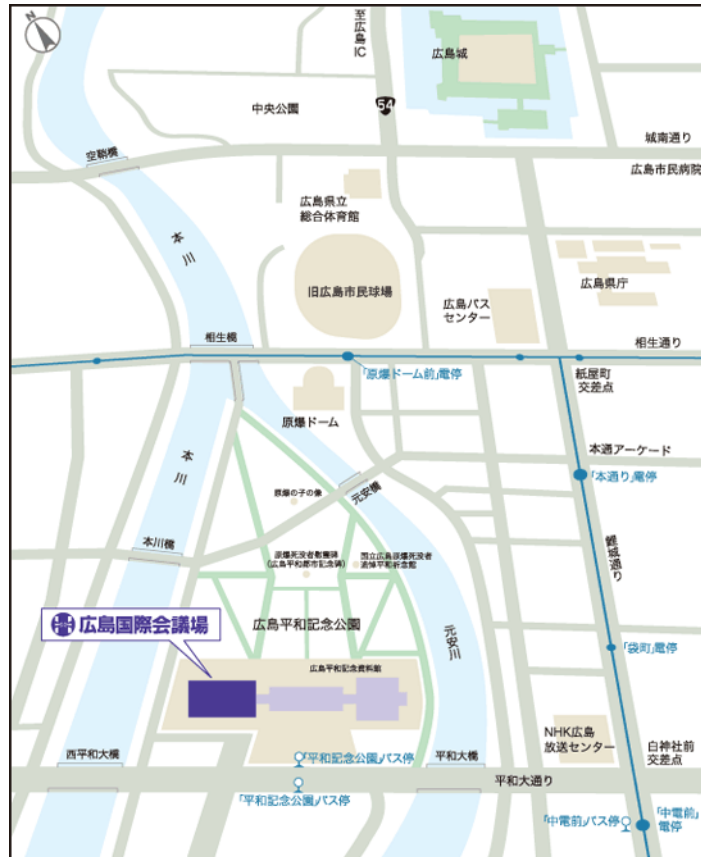 N
至広島
IC
広島城
54
中央公園
城南通り
空鞘橋
広島市民病院
広島県立
総合体育館
本川
旧広島市民球場
広島バス
センター
広島県庁
相生橋
相生通り
「原爆ドーム前」電停
紙屋町
交差点
原爆ドーム
本通アーケード
「本通り」電停
本川
原爆の子の像
元安橋
本川橋
鯉城通り
原爆死没者慰霊碑
(広島平和都市記念碑)
国立広島原爆死没者
追悼平和祈念館
広島国際会議場
広島平和記念公園
元安川
「袋町」電停
広島平和記念資料館
NHK広島
放送センター
白神社前
交差点
西平和大橋
「平和記念公園」バス停
平和大橋
平和大通り
「平和記念公園」バス停
「中電前」バス停
「中電前」
電停